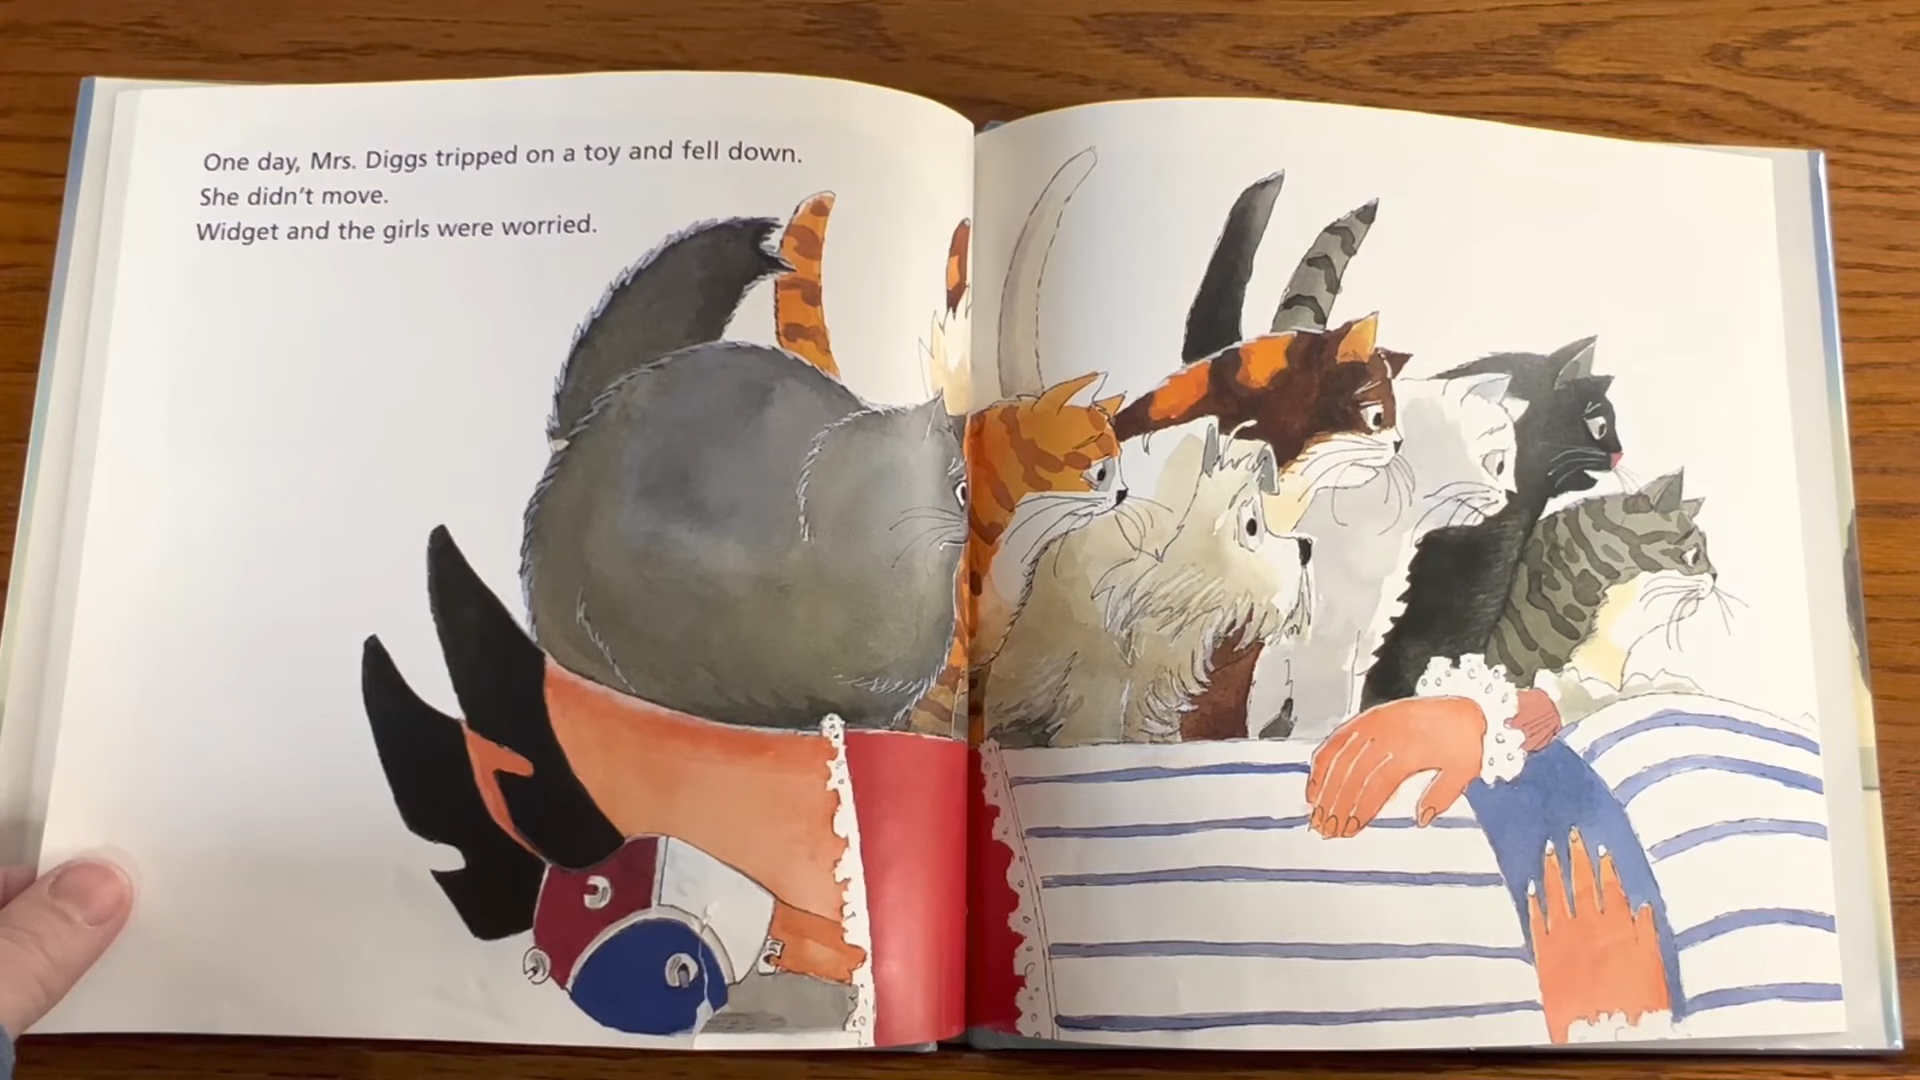 One day, Mrs. Diggs tripped on a toy and fell down.
She didn't move.
Widget and the girls were worried.